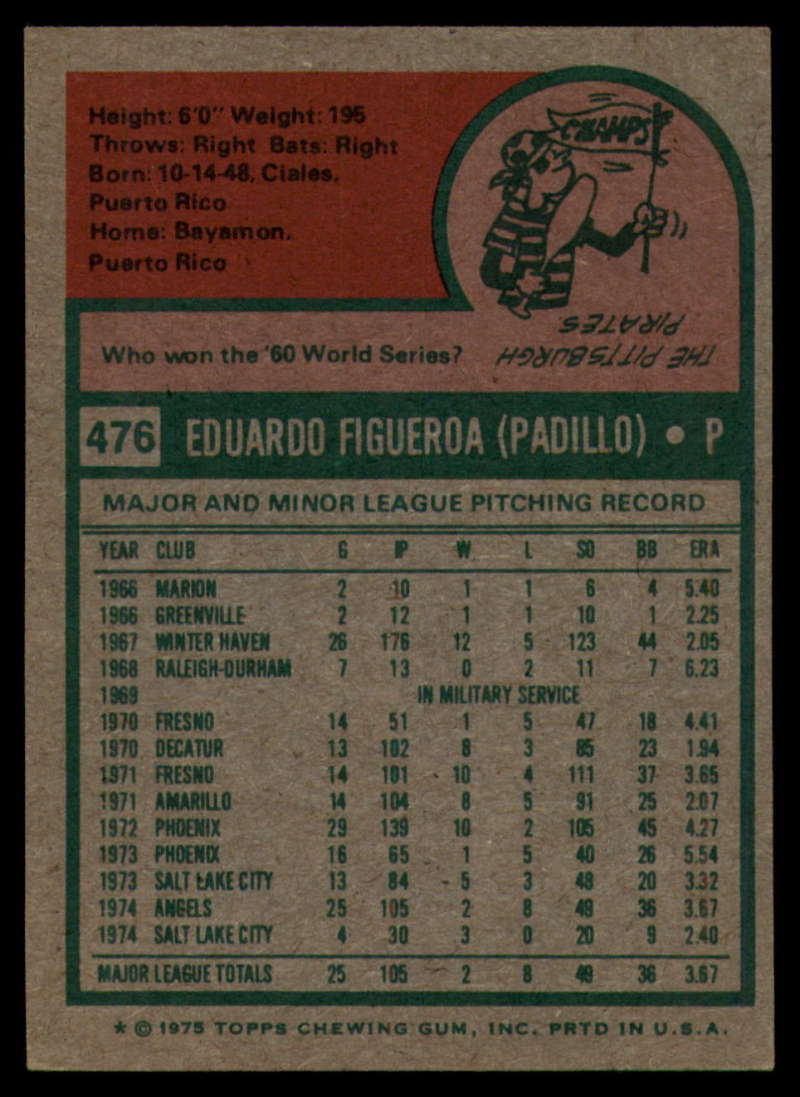 Height: 6'0" Weight: 195
Throws: Right Bats: Right
Born: 10-14-48, Ciales,
Puerto Rico
Home: Bayamon,
Puerto Rico
CHAMPS
Who won the '60 World Series?
THE PITTSBURGH
PIRATES
476 EDUARDO FIGUEROA (PADILLO) • P
MAJOR AND MINOR LEAGUE PITCHING RECORD
YEAR CLUB G IP W L SO BB ERA
1966 MARION 2 10 1 1 6 4 5.40
1966 GREENVILLE 2 12 1 1 10 1 2.25
1967 WINTER HAVEN 26 176 12 5 123 44 2.05
1968 RALEIGH-DURHAM 7 13 0 2 11 7 6.23
1969 IN MILITARY SERVICE
1970 FRESNO 14 51 1 5 47 18 4.41
1970 DECATUR 13 102 8 3 85 23 1.94
1971 FRESNO 14 101 10 4 111 37 3.65
1971 AMARILLO 14 104 8 5 91 25 2.07
1972 PHOENIX 29 139 10 2 105 45 4.27
1973 PHOENIX 16 65 1 5 40 26 5.54
1973 SALT LAKE CITY 13 84 5 3 48 20 3.32
1974 ANGELS 25 105 2 8 49 36 3.67
1974 SALT LAKE CITY 4 30 3 0 20 9 2.40
MAJOR LEAGUE TOTALS 25 105 2 8 49 36 3.67
* © 1975 TOPPS CHEWING GUM, INC. PRTD IN U.S.A.